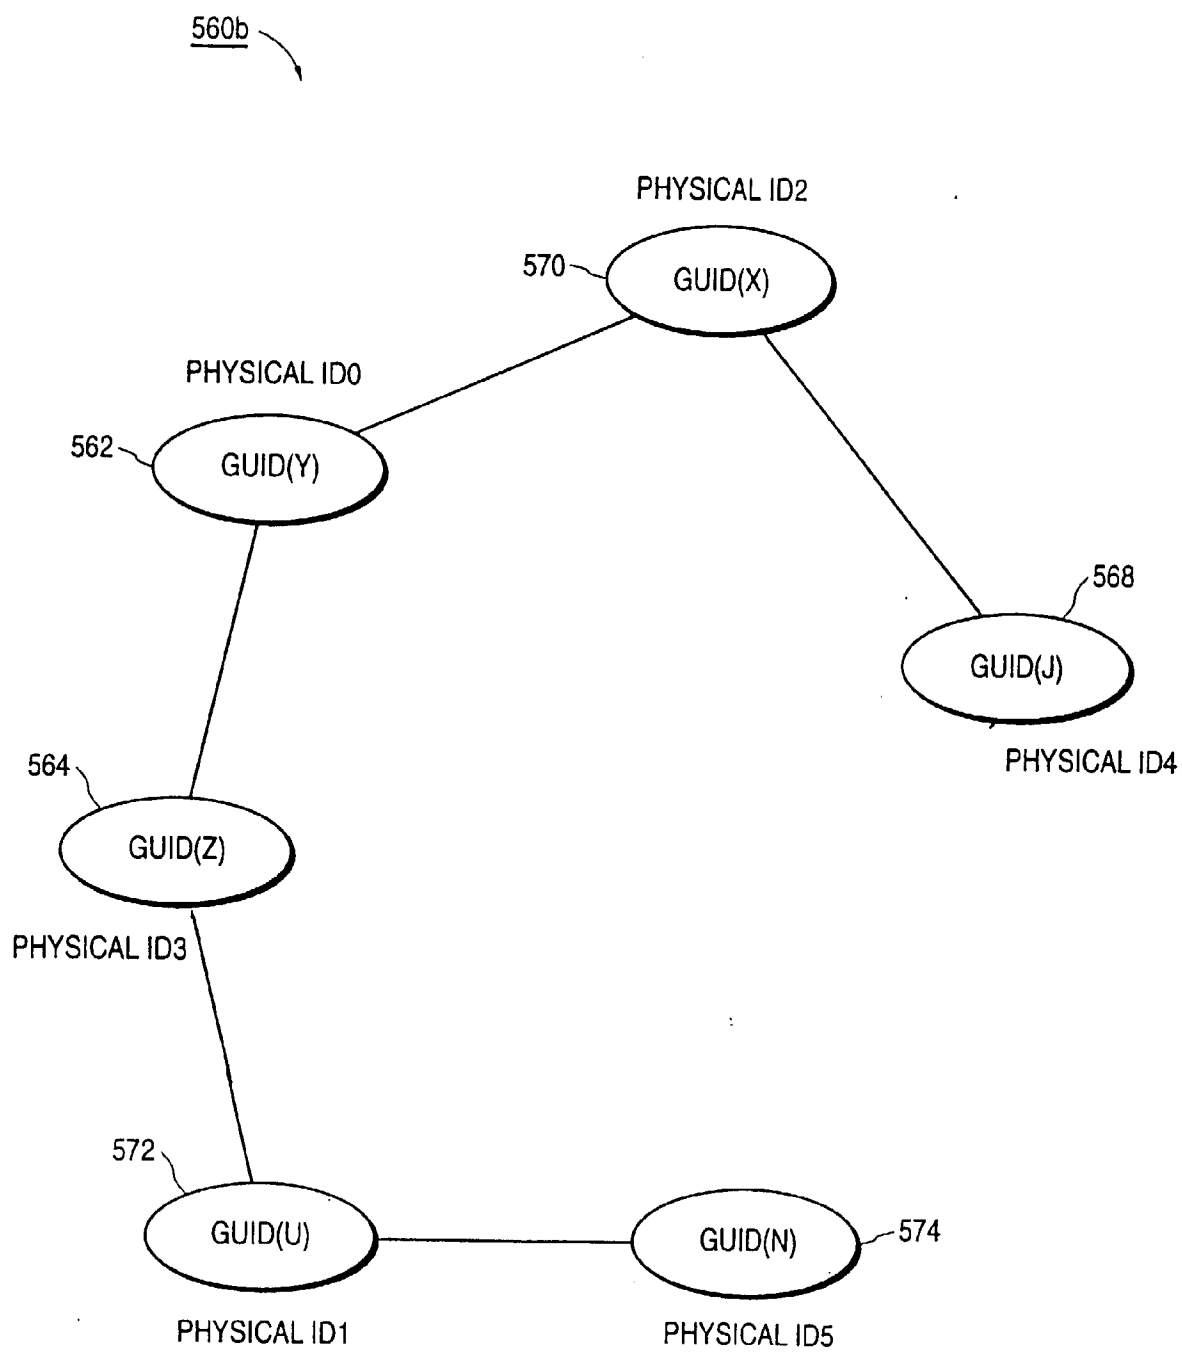 560b
PHYSICAL ID2
570
GUID(X)
PHYSICAL ID0
562
GUID(Y)
568
GUID(J)
PHYSICAL ID4
564
GUID(Z)
PHYSICAL ID3
572
GUID(U)
GUID(N)
574
PHYSICAL ID1
PHYSICAL ID5